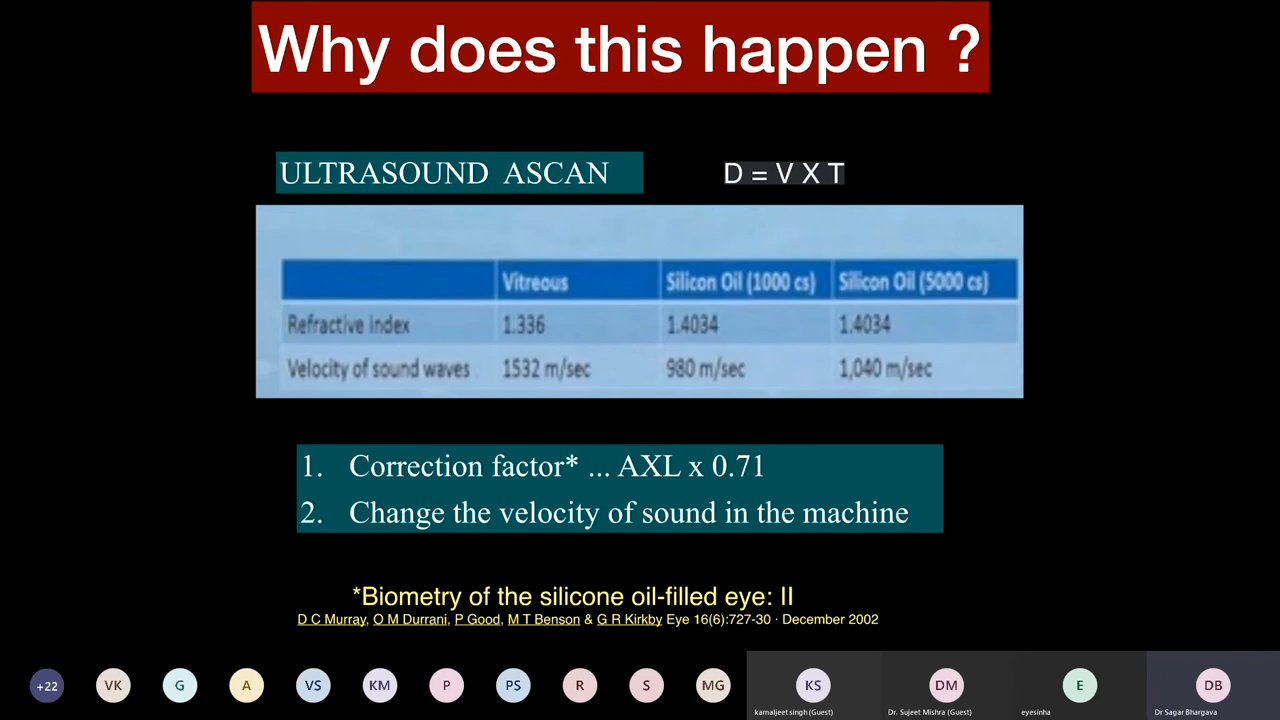 Why does this happen ?
ULTRASOUND ASCAN
D = V X T
Vitreous Silicon Oil (1000 cs) Silicon Oil (5000 cs)
Refractive index 1.336 1.4034 1.4034
Velocity of sound waves 1532 m/sec 980 m/sec 1,040 m/sec
1. Correction factor* ... AXL x 0.71
2. Change the velocity of sound in the machine
*Biometry of the silicone oil-filled eye: II
D C Murray, O M Durrani, P Good, M T Benson & G R Kirkby Eye 16(6):727-30 · December 2002
+22 VK G A VS KM P PS R S MG KS DM E DB
kamaljeet singh (Guest) Dr. Sujeet Mishra (Guest) eyesinha Dr Sagar Bhargava